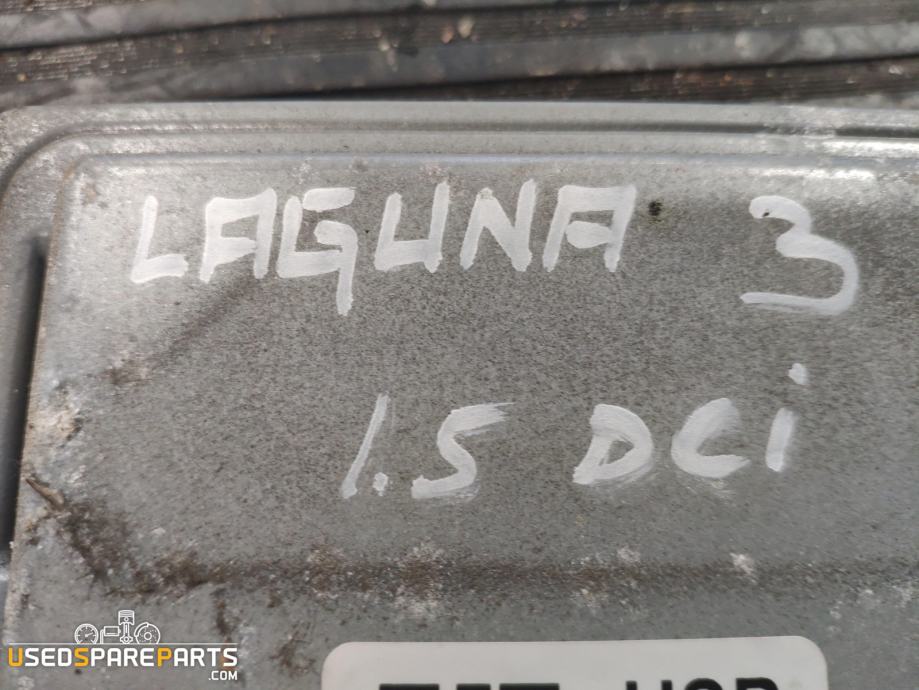 LAGUNA 3
1.5 DCi
USEDSPAREPARTS
.COM